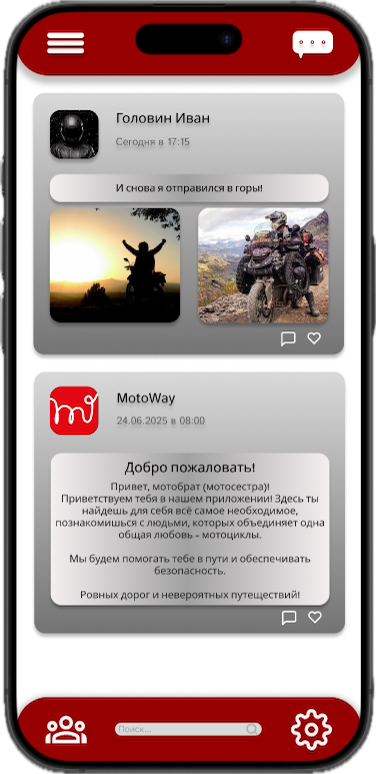 Головин Иван
Сегодня в 17:15
И снова я отправился в горы!
MotoWay
24.06.2025 в 08:00
Добро пожаловать!
Привет, мотобрат (мотосестра)!
Приветствуем тебя в нашем приложении! Здесь ты
найдешь для себя всё самое необходимое,
познакомишься с людьми, которых объединяет одна
общая любовь - мотоциклы.
Мы будем помогать тебе в пути и обеспечивать
безопасность.
Ровных дорог и невероятных путешествий!
Поиск...